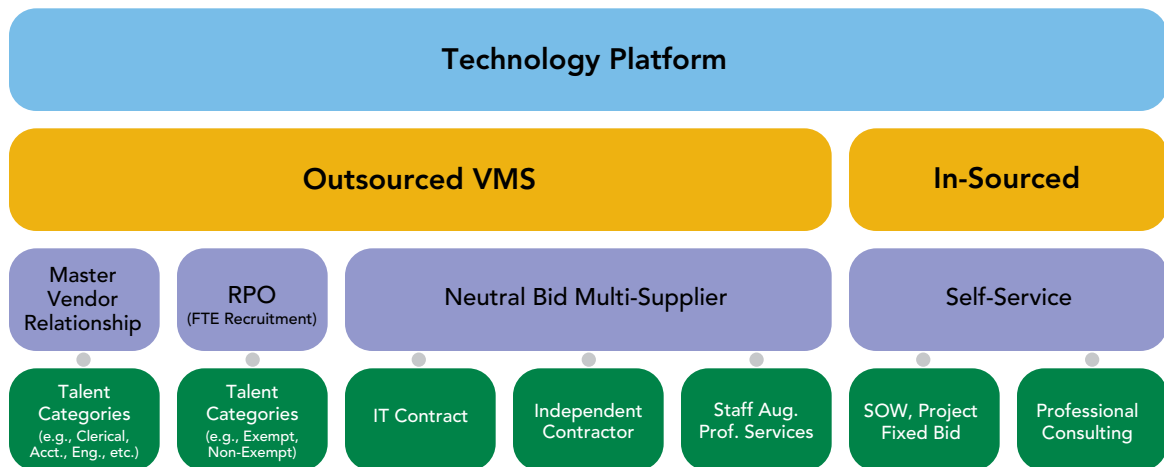 Technology Platform
Outsourced VMS
In-Sourced
Master
Vendor
Relationship
RPO
(FTE Recruitment)
Neutral Bid Multi-Supplier
Self-Service
Talent
Categories
(e.g., Clerical,
Acct., Eng., etc.)
Talent
Categories
(e.g., Exempt,
Non-Exempt)
IT Contract
Independent
Contractor
Staff Aug.
Prof. Services
SOW, Project
Fixed Bid
Professional
Consulting